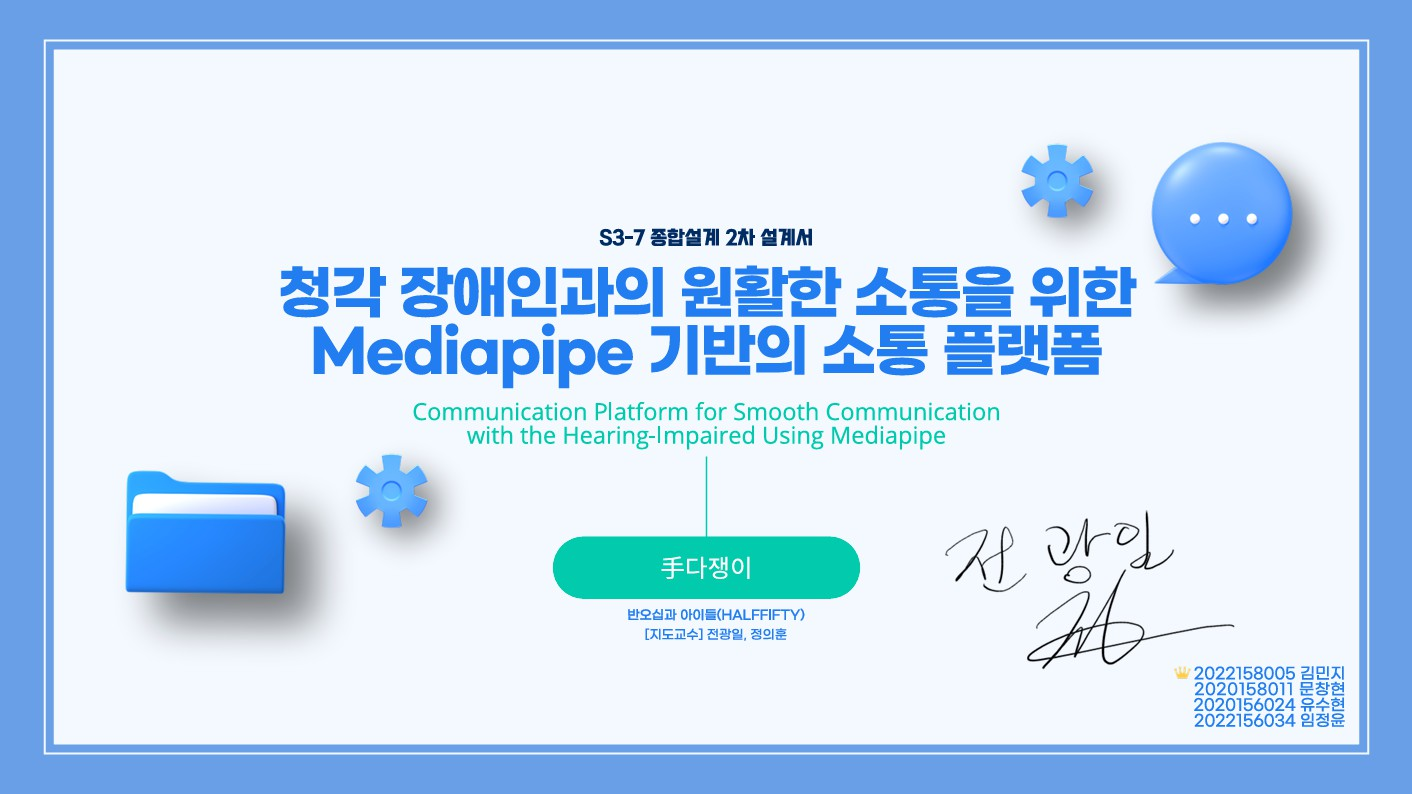 S3-7 종합설계 2차 설계서
청각 장애인과의 원활한 소통을 위한
Mediapipe 기반의 소통 플랫폼
Communication Platform for Smooth Communication
with the Hearing-Impaired Using Mediapipe
手다쟁이
반오십과 아이들(HALFFIFTY)
[지도교수] 전광일, 정의훈
전광일
2022158005 김민지
2020158011 문창현
2020156024 유수현
2022156034 임정윤